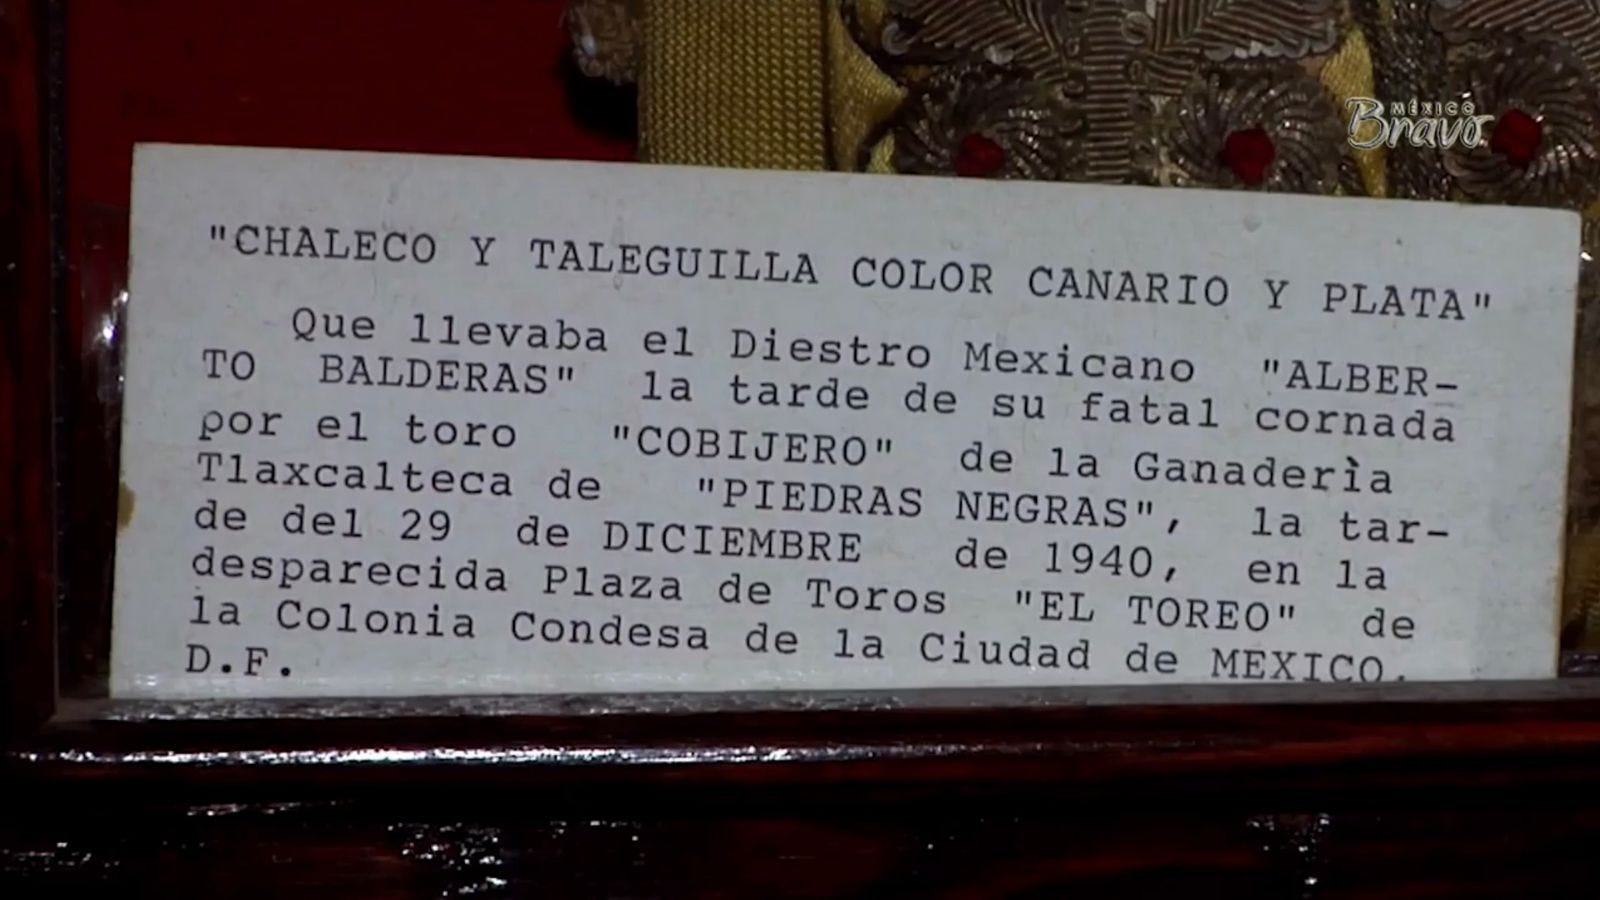 MÉXICO
Bravo
"CHALECO Y TALEGUILLA COLOR CANARIO Y PLATA"
Que llevaba el Diestro Mexicano "ALBER-
TO BALDERAS" la tarde de su fatal cornada
por el toro "COBIJERO" de la Ganaderìa
Tlaxcalteca de "PIEDRAS NEGRAS", la tar-
de del 29 de DICIEMBRE de 1940, en la
desparecida Plaza de Toros "EL TOREO" de
la Colonia Condesa de la Ciudad de MEXICO.
D.F.